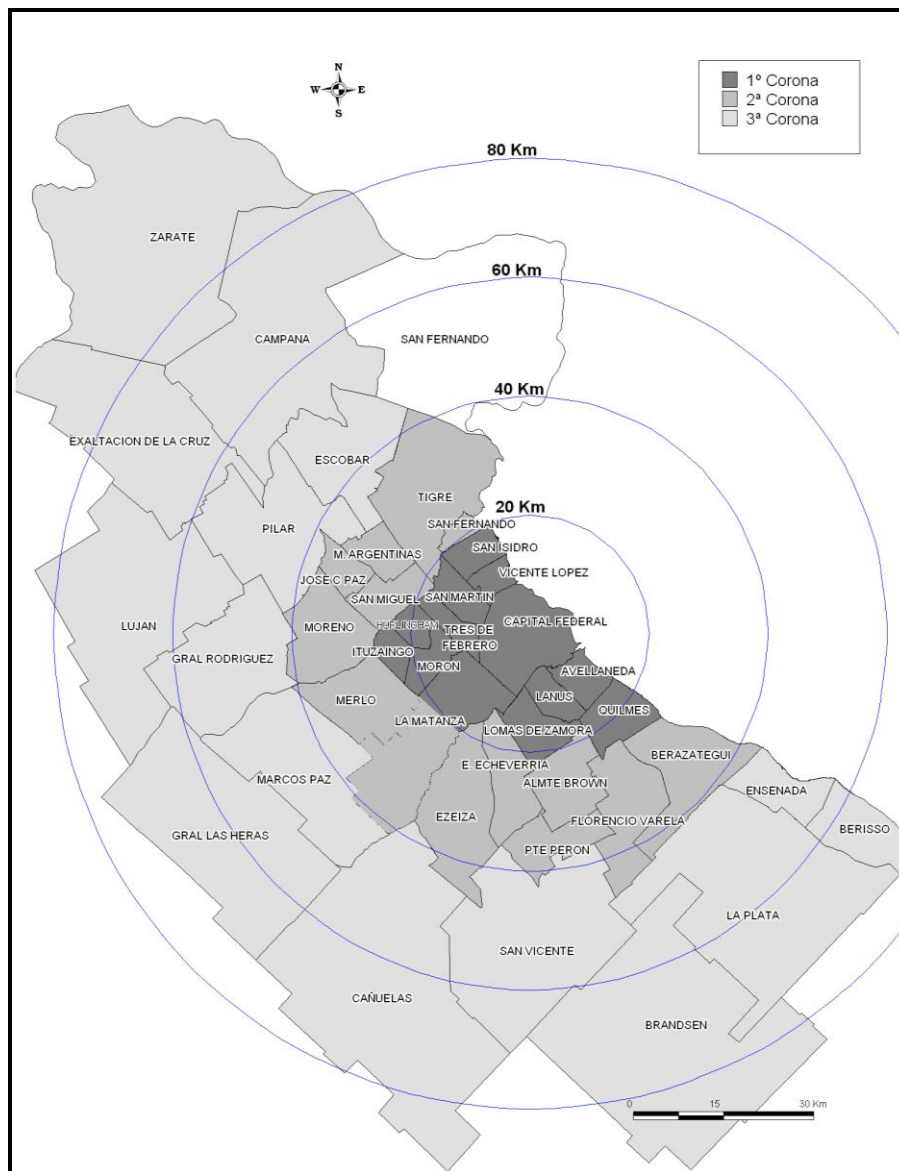 N
W E
S
1º Corona
2ª Corona
3ª Corona
80 Km
ZARATE
60 Km
CAMPANA
SAN FERNANDO
40 Km
EXALTACION DE LA CRUZ
ESCOBAR
TIGRE
20 Km
PILAR
SAN FERNANDO
M. ARGENTINAS
SAN ISIDRO
JOSE C PAZ
VICENTE LOPEZ
SAN MIGUEL
SAN MARTIN
LUJAN
MORENO
HURLINGHAM
TRES DE
FEBRERO
CAPITAL FEDERAL
GRAL RODRIGUEZ
ITUZAINGO
MORON
AVELLANEDA
MERLO
LANUS
QUILMES
LA MATANZA
LOMAS DE ZAMORA
BERAZATEGUI
MARCOS PAZ
E. ECHEVERRIA
ALMTE BROWN
ENSENADA
GRAL LAS HERAS
EZEIZA
FLORENCIO VARELA
BERISSO
PTE PERON
LA PLATA
SAN VICENTE
CAÑUELAS
BRANDSEN
0 15 30 Km